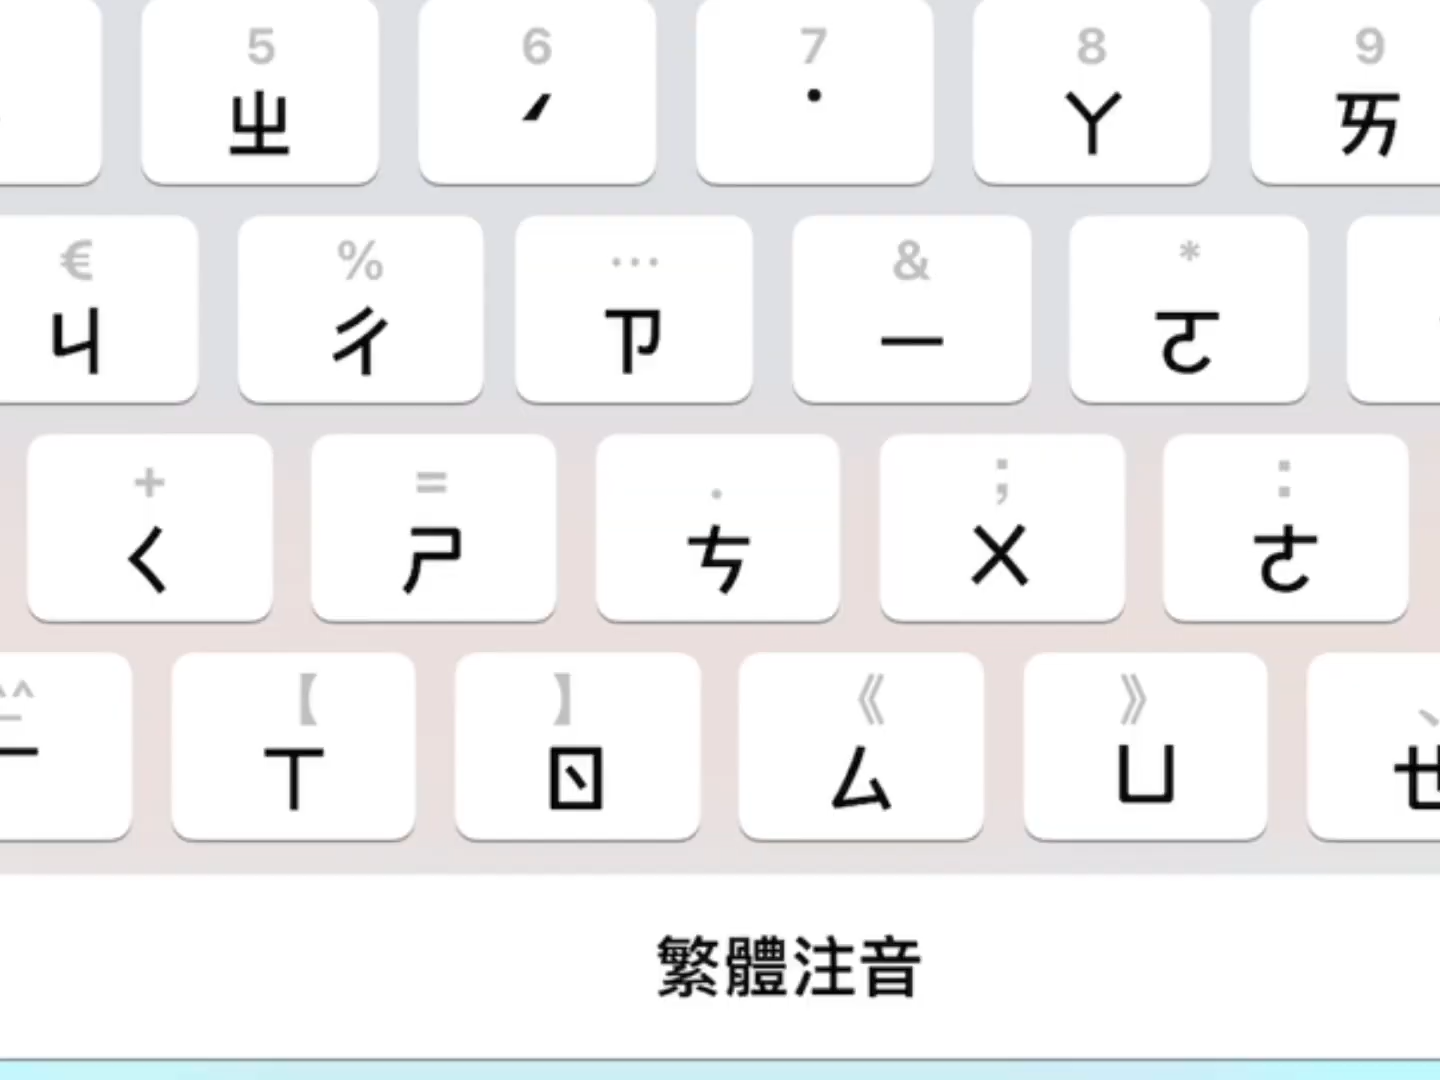 5 6 7 8 9
ㄓ ˊ ˙ ㄚ ㄞ
€ % … & *
ㄐ ㄔ ㄗ ㄧ ㄛ
+ = . ; :
ㄑ ㄕ ㄘ ㄨ ㄜ
^^ 【 】 《 》 、
ㄒ ㄖ ㄙ ㄩ ㄝ
繁體注音